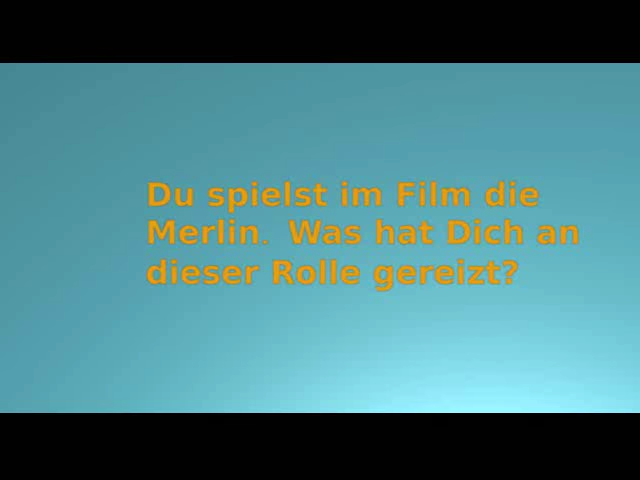 Du spielst im Film die
Merlin. Was hat Dich an
dieser Rolle gereizt?